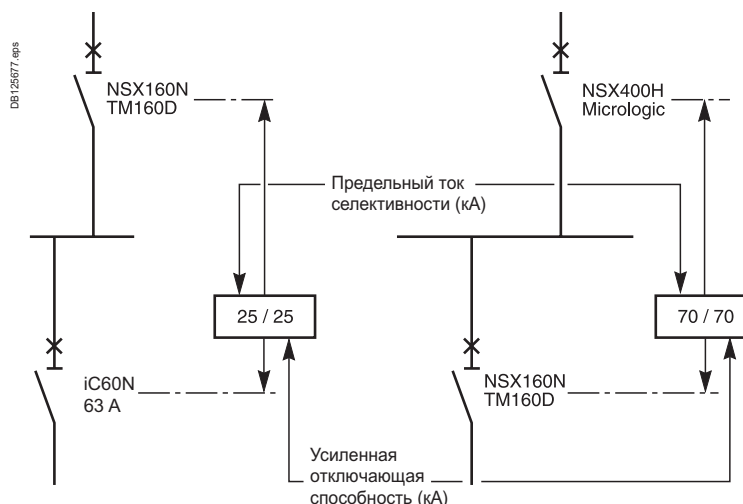 DB125677.eps
NSX160N
TM160D
NSX400H
Micrologic
Предельный ток
селективности (кА)
25 / 25
70 / 70
iC60N
63 A
NSX160N
TM160D
Усиленная
отключающая
способность (кА)